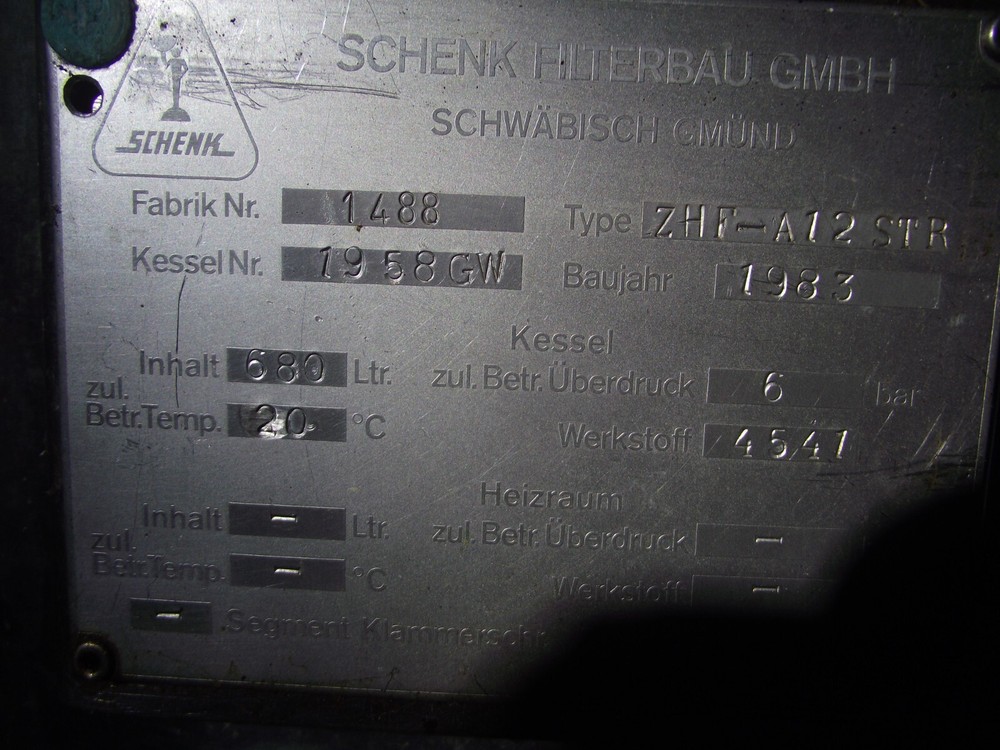 SCHENK FILTERBAU GMBH
SCHWÄBISCH GMÜND
SCHENK
Fabrik Nr. 1488 Type ZHF-A12 STR
Kessel Nr. 1958GW Baujahr 1983
Kessel
Inhalt 680 Ltr. zul. Betr. Überdruck 6 bar
zul.
Betr.Temp. 20 °C Werkstoff 4541
Heizraum
Inhalt - Ltr. zul. Betr. Überdruck -
zul.
Betr.Temp. - °C Werkstoff -
- .Segment Klammerschr